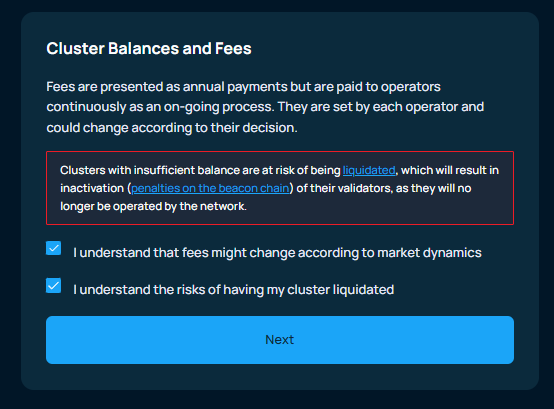 Cluster Balances and Fees
Fees are presented as annual payments but are paid to operators
continuously as an on-going process. They are set by each operator and
could change according to their decision.
Clusters with insufficient balance are at risk of being liquidated, which will result in
inactivation (penalties on the beacon chain) of their validators, as they will no
longer be operated by the network.
I understand that fees might change according to market dynamics
I understand the risks of having my cluster liquidated
Next